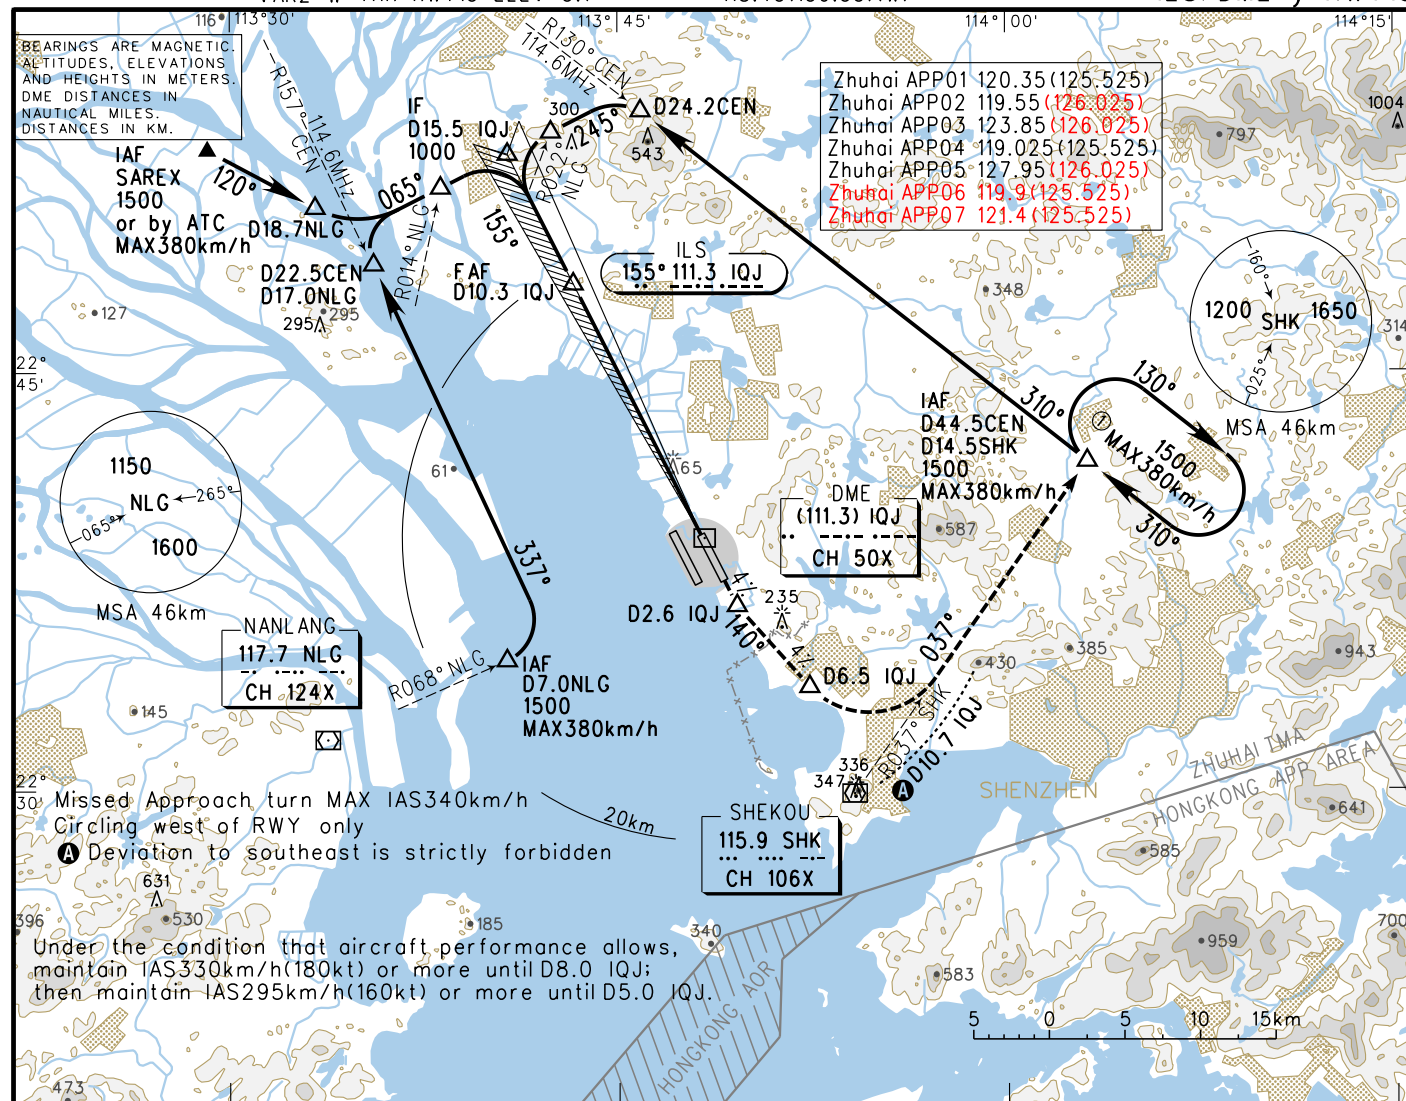 116
113°30'
113°45'
114°00'
114°15'
BEARINGS ARE MAGNETIC.
ALTITUDES, ELEVATIONS
AND HEIGHTS IN METERS.
DME DISTANCES IN
NAUTICAL MILES.
DISTANCES IN KM.
R157° CEN
114.6MHz
R130° CEN
114.6MHz
IF
D15.5 IQJ
1000
300
245°
D24.2CEN
543
R022°
NLG
Zhuhai APP01 120.35(125.525)
Zhuhai APP02 119.55(126.025)
Zhuhai APP03 123.85(126.025)
Zhuhai APP04 119.025(125.525)
Zhuhai APP05 127.95(126.025)
Zhuhai APP06 119.9(125.525)
Zhuhai APP07 121.4(125.525)
797
500
1004
IAF
SAREX
1500
or by ATC
MAX380km/h
120°
D18.7NLG
065°
R014° NLG
155°
D22.5CEN
D17.0NLG
FAF
D10.3 IQJ
ILS
155° 111.3 IQJ
127
295
295
348
160°
1200
SHK
1650
025°
MSA 46km
314
22°
45'
1150
NLG
265°
065°
1600
MSA 46km
61
65
IAF
D44.5CEN
D14.5SHK
1500
MAX380km/h
310°
130°
1
1500
MAX380km/h
310°
587
DME
(111.3) IQJ
CH 50X
337°
D2.6 IQJ
235
140°
037°
D6.5 IQJ
430
385
943
NANLANG
117.7 NLG
CH 124X
R068° NLG
IAF
D7.0NLG
1500
MAX380km/h
145
R037° SHK
D10.7 IQJ
A
336
347
SHENZHEN
ZHUHAI TMA
HONGKONG APP AREA
641
585
22°
30'
Missed Approach turn MAX IAS340km/h
Circling west of RWY only
A Deviation to southeast is strictly forbidden
20km
SHEKOU
115.9 SHK
CH 106X
631
530
396
185
340
959
700
583
Under the condition that aircraft performance allows,
maintain IAS330km/h(180kt) or more until D8.0 IQJ;
then maintain IAS295km/h(160kt) or more until D5.0 IQJ.
HONGKONG AOR
5 0 5 10 15km
473